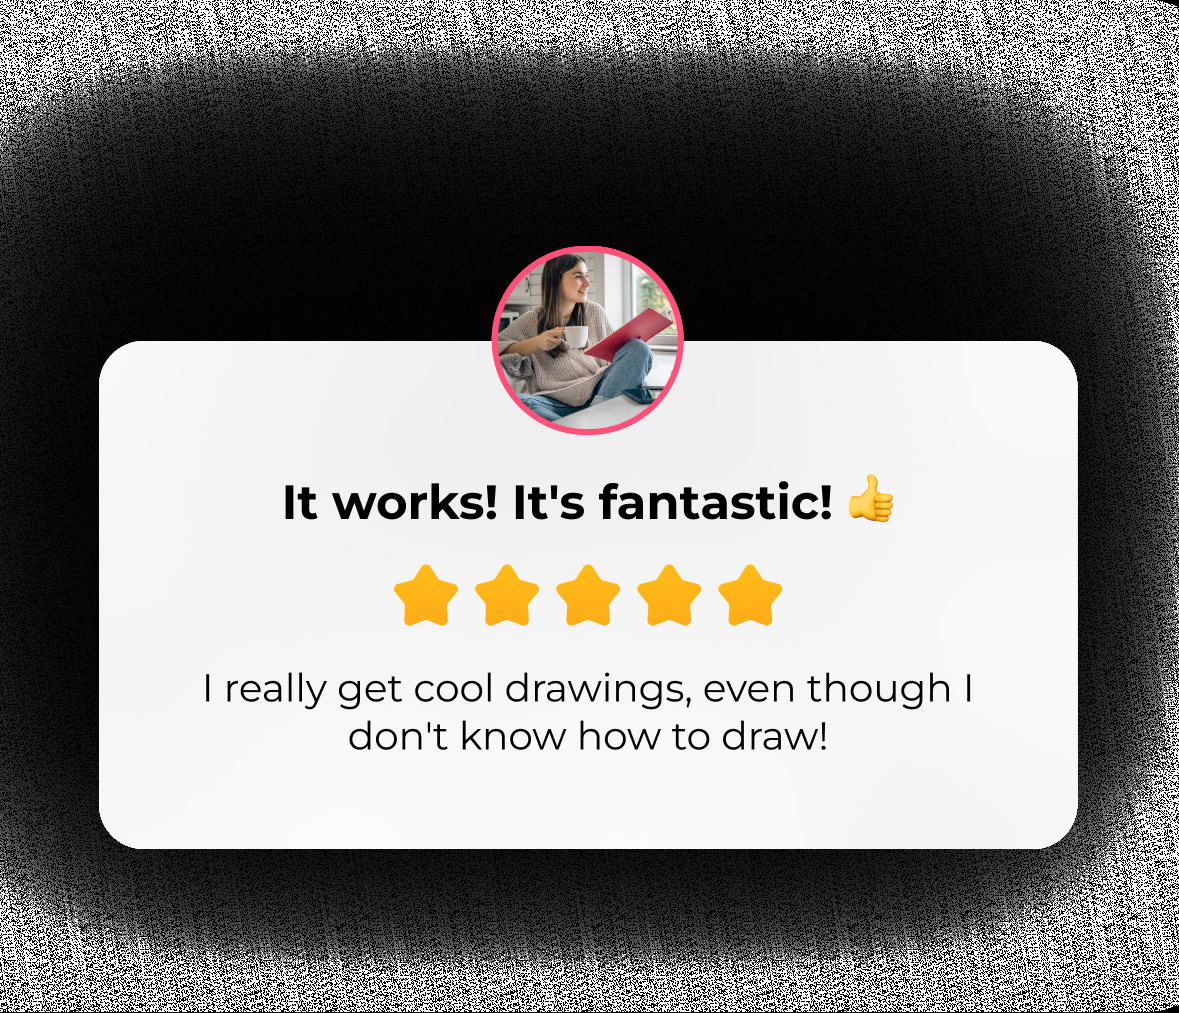 It works! It's fantastic! 👍
I really get cool drawings, even though I
don't know how to draw!